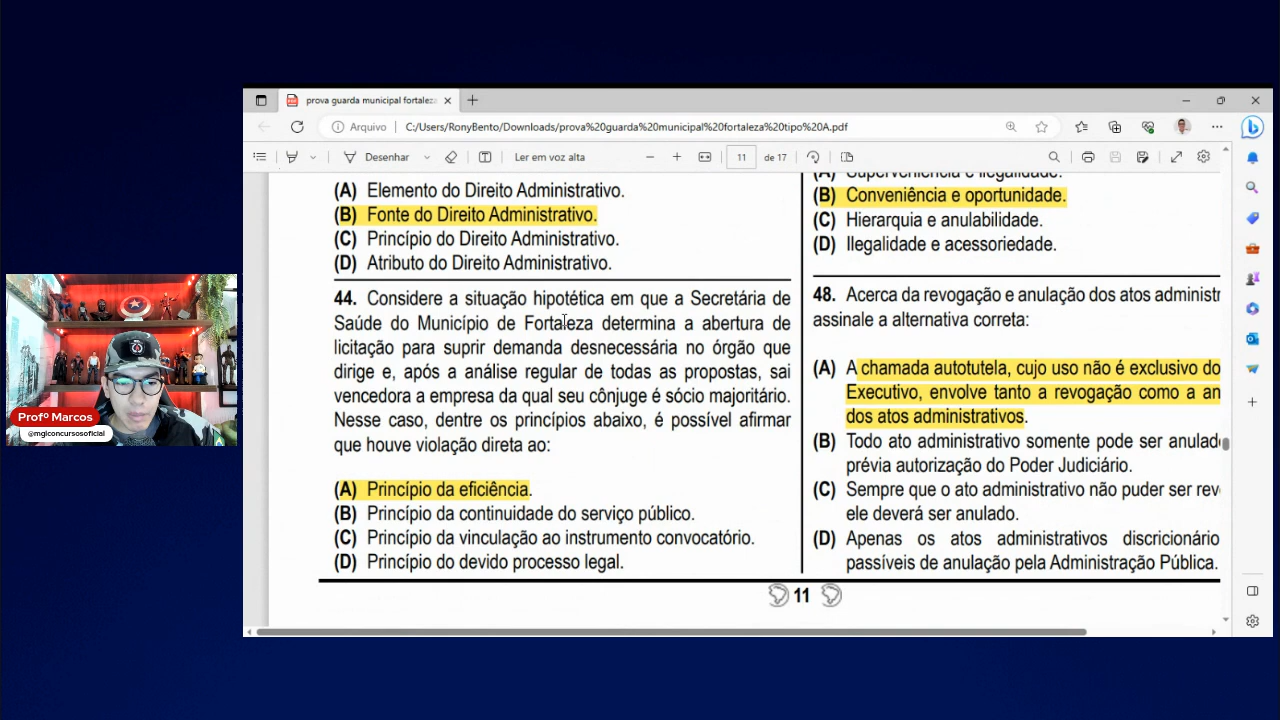 prova guarda municipal fortalez
Arquivo
C:/Users/RonyBento/Downloads/prova%20guarda%20municipal%20fortaleza%20tipo%20A.pdf
Desenhar
Ler em voz alta
11
de 17
(A) Elemento do Direito Administrativo.
(B) Fonte do Direito Administrativo.
(C) Princípio do Direito Administrativo.
(D) Atributo do Direito Administrativo.
44. Considere a situação hipotética em que a Secretária de
Saúde do Município de Fortaleza determina a abertura de
licitação para suprir demanda desnecessária no órgão que
dirige e, após a análise regular de todas as propostas, sai
vencedora a empresa da qual seu cônjuge é sócio majoritário.
Nesse caso, dentre os princípios abaixo, é possível afirmar
que houve violação direta ao:
(A) Princípio da eficiência.
(B) Princípio da continuidade do serviço público.
(C) Princípio da vinculação ao instrumento convocatório.
(D) Princípio do devido processo legal.
(A) Superveniência e ilegalidade.
(B) Conveniência e oportunidade.
(C) Hierarquia e anulabilidade.
(D) Ilegalidade e acessoriedade.
48. Acerca da revogação e anulação dos atos administr
assinale a alternativa correta:
(A) A chamada autotutela, cujo uso não é exclusivo do
Executivo, envolve tanto a revogação como a an
dos atos administrativos.
(B) Todo ato administrativo somente pode ser anulad
prévia autorização do Poder Judiciário.
(C) Sempre que o ato administrativo não puder ser rev
ele deverá ser anulado.
(D) Apenas os atos administrativos discricionário
passíveis de anulação pela Administração Pública.
11
Profº Marcos
@mglconcursosoficial